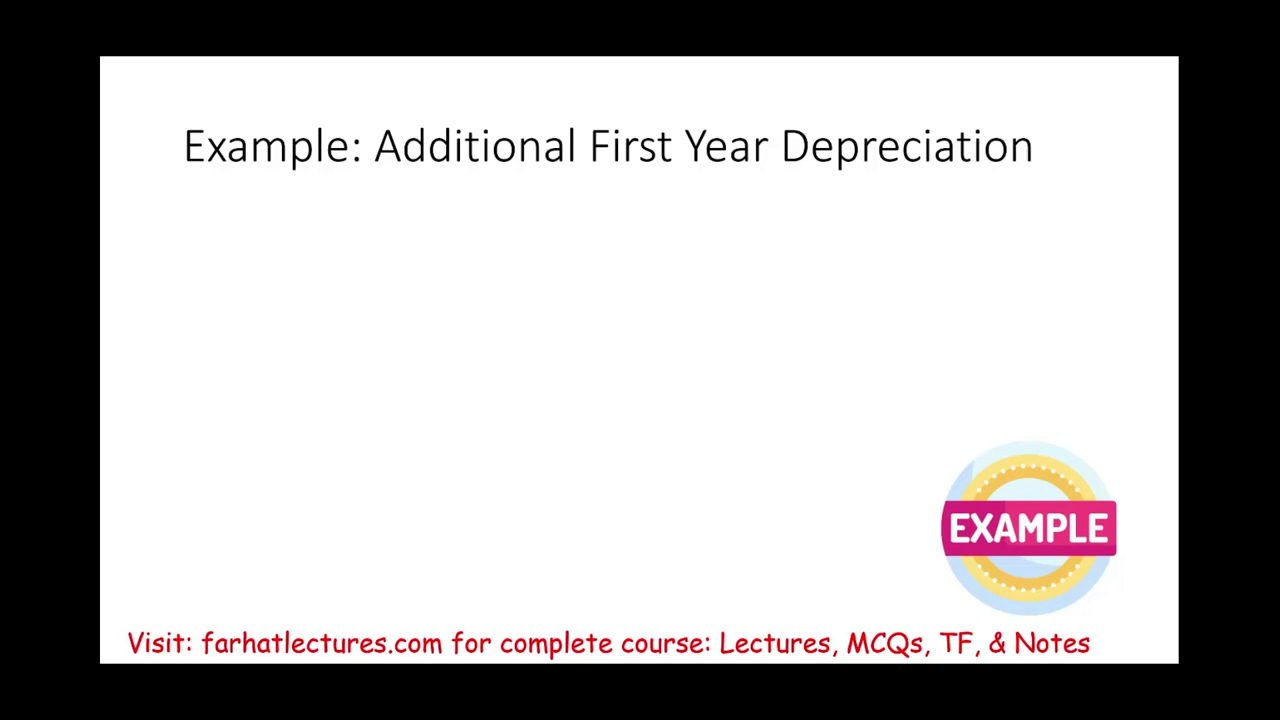 Example: Additional First Year Depreciation
EXAMPLE
Visit: farhatlectures.com for complete course: Lectures, MCQs, TF, & Notes